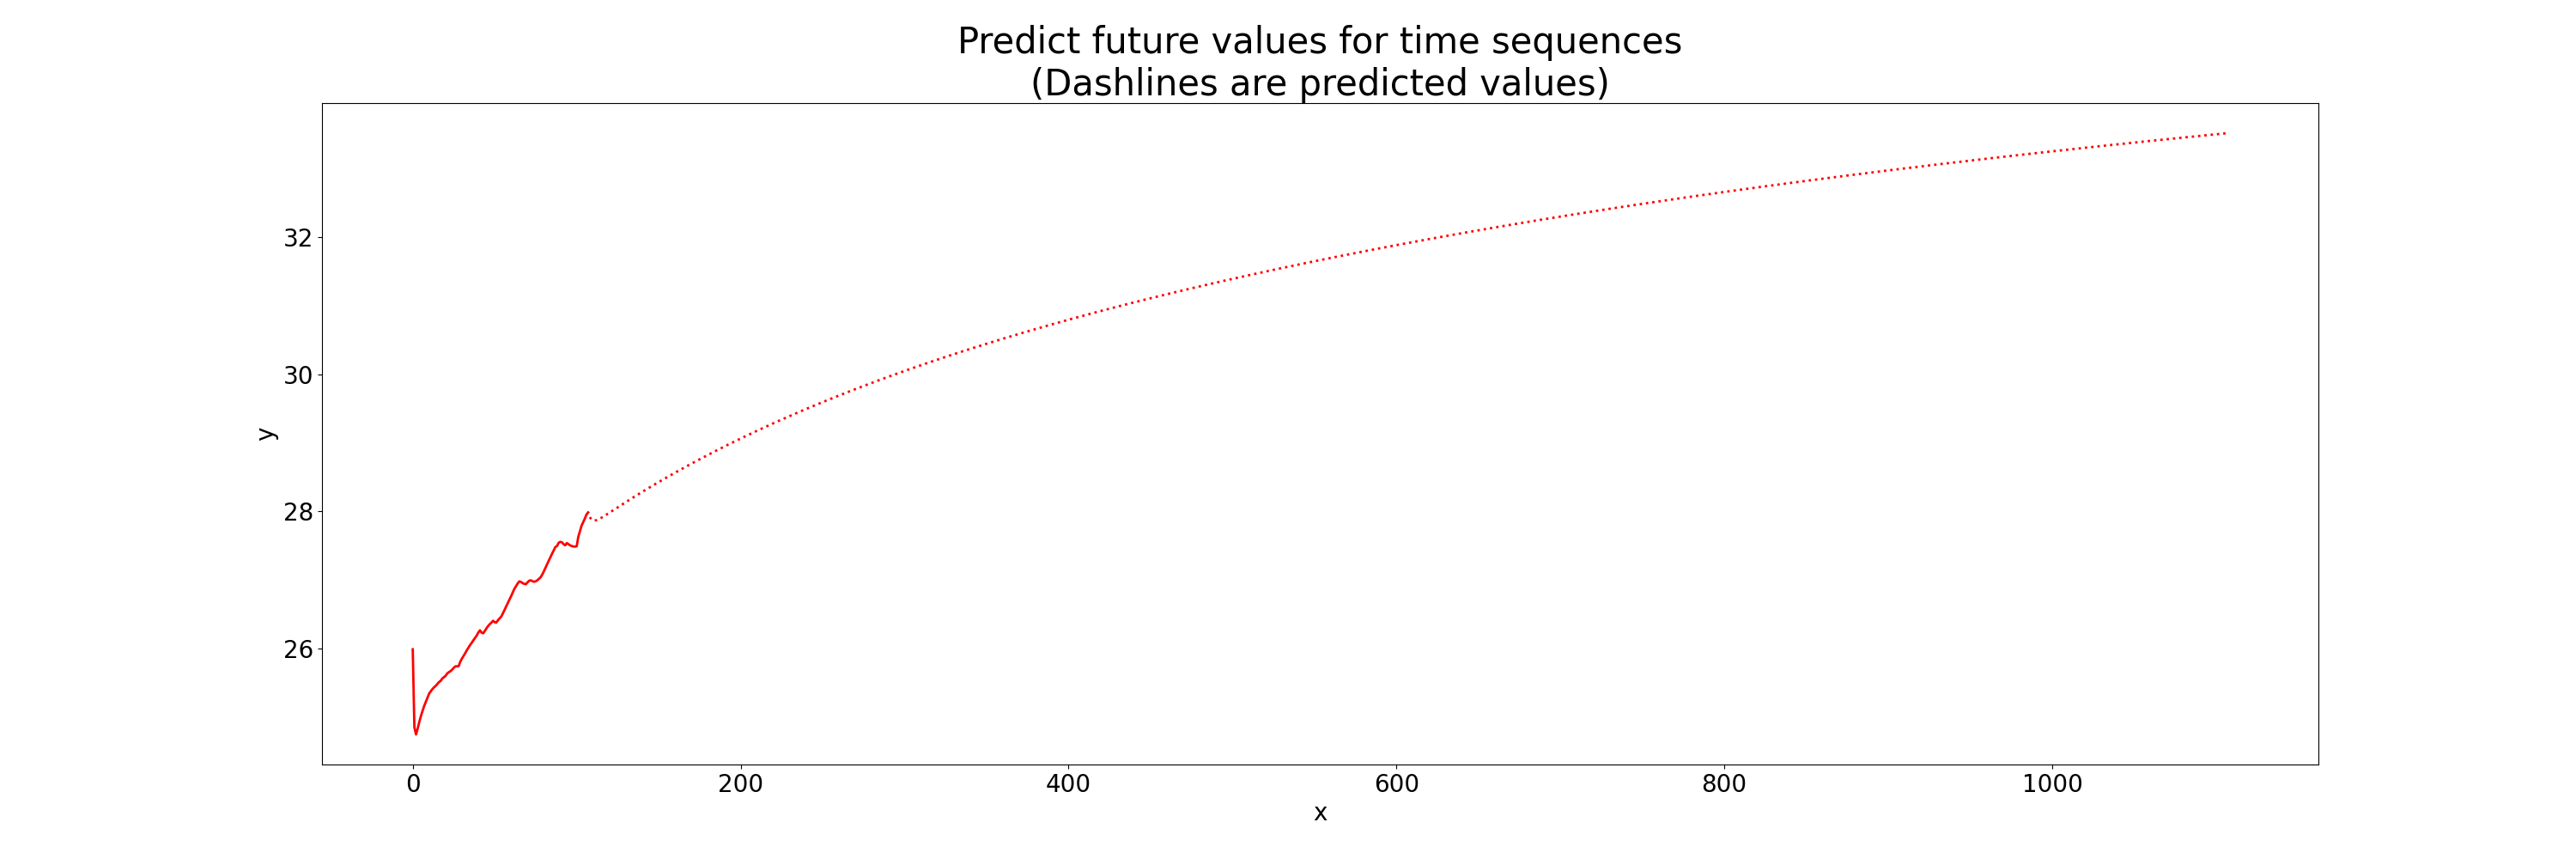 Predict future values for time sequences
(Dashlines are predicted values)
32
30
28
26
y
0 200 400 600 800 1000
x